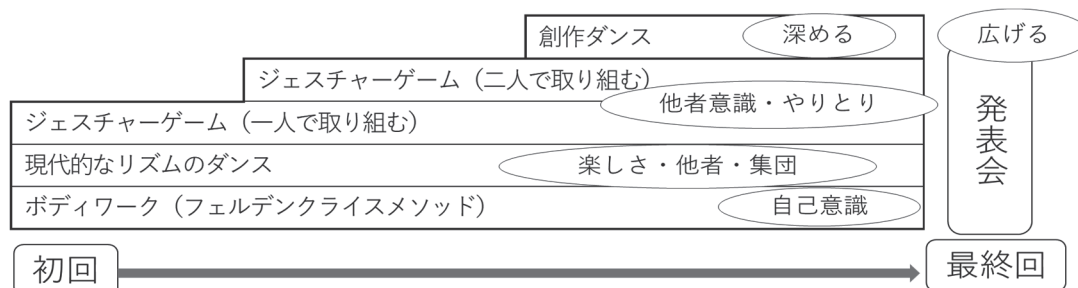 創作ダンス
深める
広げる
ジェスチャーゲーム（二人で取り組む）
他者意識・やりとり
ジェスチャーゲーム（一人で取り組む）
現代的なリズムのダンス
楽しさ・他者・集団
ボディワーク（フェルデンクライスメソッド）
自己意識
発表会
初回
最終回